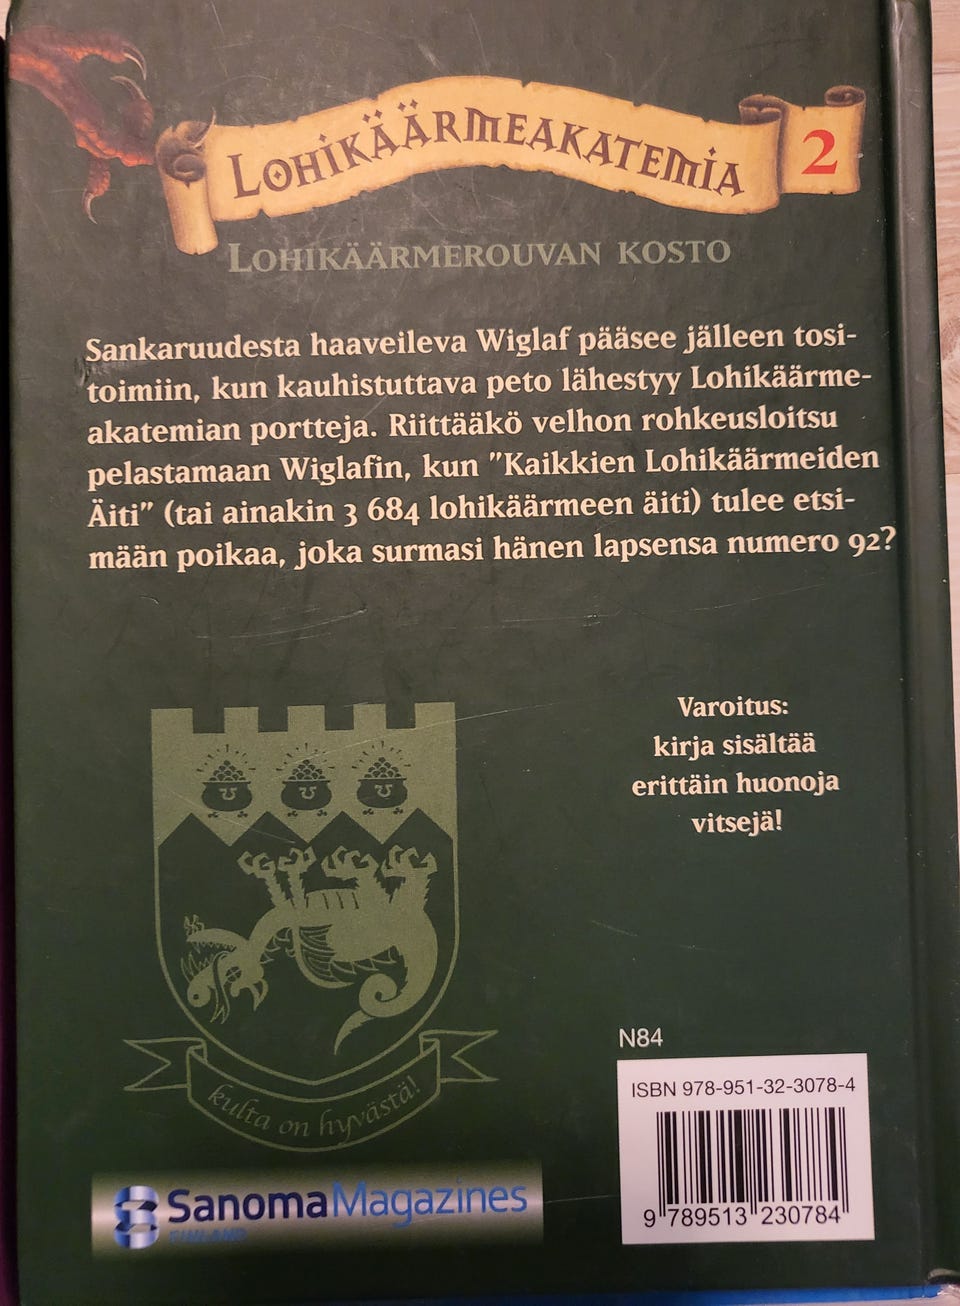 LOHIKÄÄRMEAKATEMIA 2
LOHIKÄÄRMEROUVAN KOSTO
Sankaruudesta haaveileva Wiglaf pääsee jälleen tosi-
toimiin, kun kauhistuttava peto lähestyy Lohikäärme-
akatemian portteja. Riittääkö velhon rohkeusloitsu
pelastamaan Wiglafin, kun "Kaikkien Lohikäärmeiden
Äiti" (tai ainakin 3 684 lohikäärmeen äiti) tulee etsi-
mään poikaa, joka surmasi hänen lapsensa numero 92?
Varoitus:
kirja sisältää
erittäin huonoja
vitsejä!
kulta on hyvästä!
N84
ISBN 978-951-32-3078-4
9 789513 230784
SanomaMagazines
FINLAND